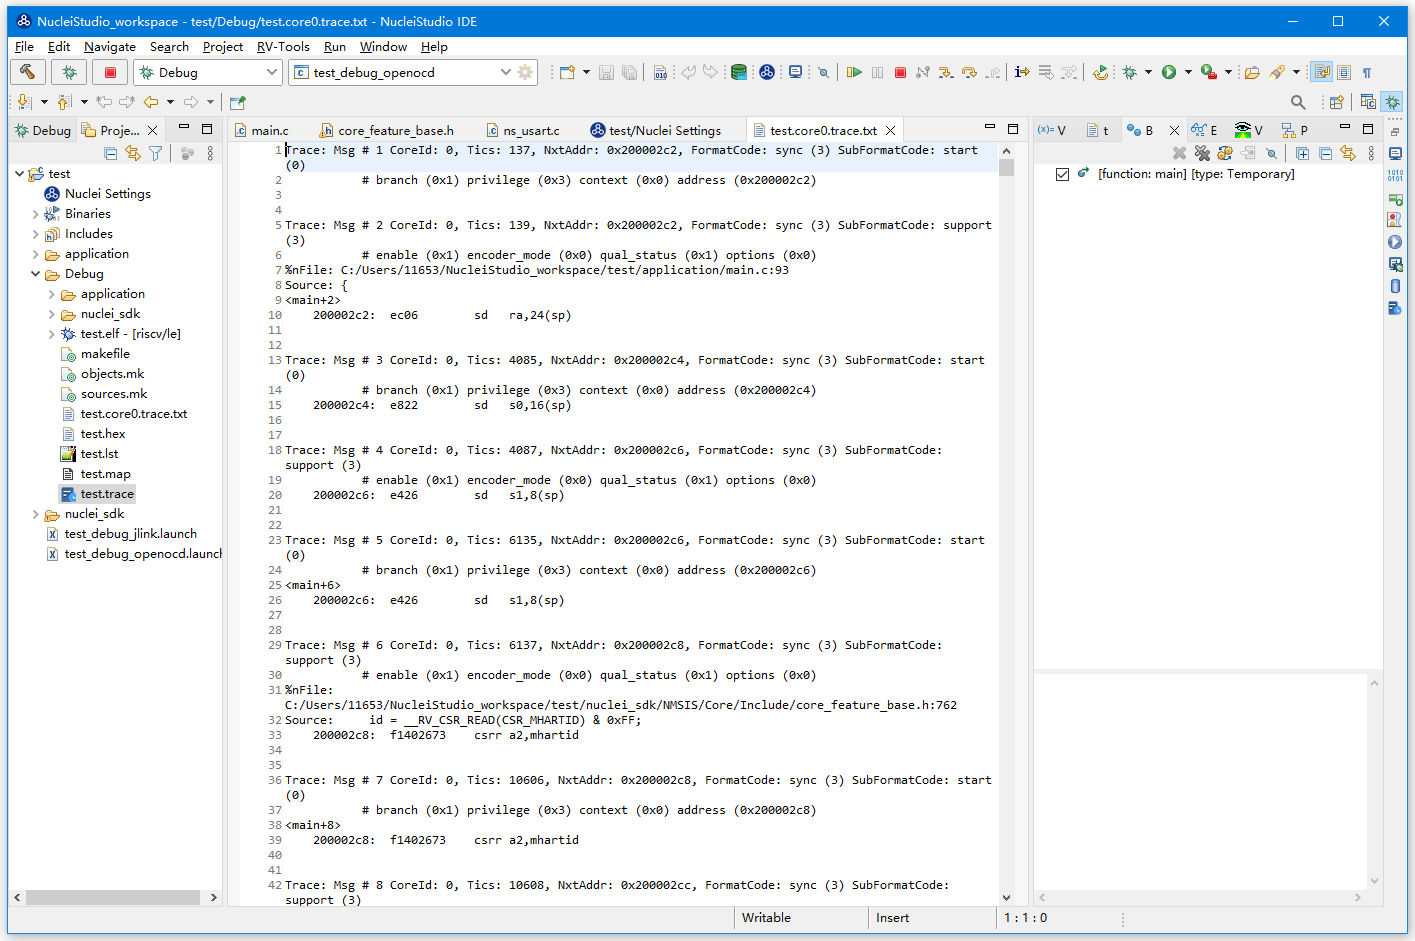 NucleiStudio_workspace - test/Debug/test.core0.trace.txt - NucleiStudio IDE
File Edit Navigate Search Project RV-Tools Run Window Help
Debug
test_debug_openocd
Debug
Proje...
test
Nuclei Settings
Binaries
Includes
application
Debug
application
nuclei_sdk
test.elf - [riscv/le]
makefile
objects.mk
sources.mk
test.core0.trace.txt
test.hex
test.lst
test.map
test.trace
nuclei_sdk
test_debug_jlink.launch
test_debug_openocd.launch
main.c
core_feature_base.h
ns_usart.c
test/Nuclei Settings
test.core0.trace.txt
1 Trace: Msg # 1 CoreId: 0, Tics: 137, NxtAddr: 0x200002c2, FormatCode: sync (3) SubFormatCode: start
(0)
2 # branch (0x1) privilege (0x3) context (0x0) address (0x200002c2)
3
4
5 Trace: Msg # 2 CoreId: 0, Tics: 139, NxtAddr: 0x200002c2, FormatCode: sync (3) SubFormatCode: support
(3)
6 # enable (0x1) encoder_mode (0x0) qual_status (0x1) options (0x0)
7 %nFile: C:/Users/11653/NucleiStudio_workspace/test/application/main.c:93
8 Source: {
9 <main+2>
10 200002c2: ec06 sd ra,24(sp)
11
12
13 Trace: Msg # 3 CoreId: 0, Tics: 4085, NxtAddr: 0x200002c4, FormatCode: sync (3) SubFormatCode: start
(0)
14 # branch (0x1) privilege (0x3) context (0x0) address (0x200002c4)
15 200002c4: e822 sd s0,16(sp)
16
17
18 Trace: Msg # 4 CoreId: 0, Tics: 4087, NxtAddr: 0x200002c6, FormatCode: sync (3) SubFormatCode:
support (3)
19 # enable (0x1) encoder_mode (0x0) qual_status (0x1) options (0x0)
20 200002c6: e426 sd s1,8(sp)
21
22
23 Trace: Msg # 5 CoreId: 0, Tics: 6135, NxtAddr: 0x200002c6, FormatCode: sync (3) SubFormatCode: start
(0)
24 # branch (0x1) privilege (0x3) context (0x0) address (0x200002c6)
25 <main+6>
26 200002c6: e426 sd s1,8(sp)
27
28
29 Trace: Msg # 6 CoreId: 0, Tics: 6137, NxtAddr: 0x200002c8, FormatCode: sync (3) SubFormatCode:
support (3)
30 # enable (0x1) encoder_mode (0x0) qual_status (0x1) options (0x0)
31 %nFile:
C:/Users/11653/NucleiStudio_workspace/test/nuclei_sdk/NMSIS/Core/Include/core_feature_base.h:762
32 Source: id = __RV_CSR_READ(CSR_MHARTID) & 0xFF;
33 200002c8: f1402673 csrr a2,mhartid
34
35
36 Trace: Msg # 7 CoreId: 0, Tics: 10606, NxtAddr: 0x200002c8, FormatCode: sync (3) SubFormatCode: start
(0)
37 # branch (0x1) privilege (0x3) context (0x0) address (0x200002c8)
38 <main+8>
39 200002c8: f1402673 csrr a2,mhartid
40
41
42 Trace: Msg # 8 CoreId: 0, Tics: 10608, NxtAddr: 0x200002cc, FormatCode: sync (3) SubFormatCode:
support (3)
(x)= V
t
B
E
V
P
[function: main] [type: Temporary]
Writable
Insert
1 : 1 : 0